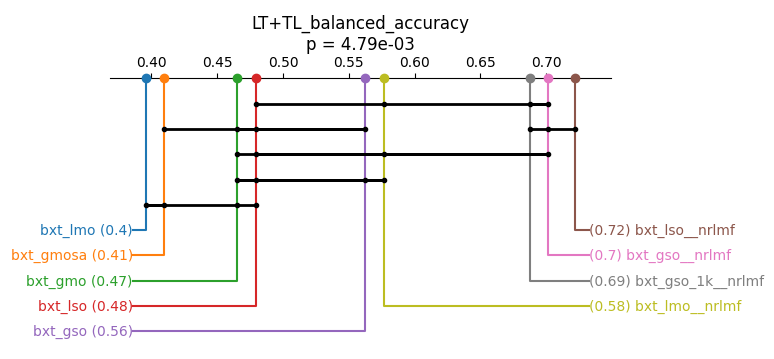 LT+TL_balanced_accuracy
p = 4.79e-03
0.40 0.45 0.50 0.55 0.60 0.65 0.70
bxt_lmo (0.4) (0.72) bxt_lso__nrlmf
bxt_gmosa (0.41) (0.7) bxt_gso__nrlmf
bxt_gmo (0.47) (0.69) bxt_gso_1k__nrlmf
bxt_lso (0.48) (0.58) bxt_lmo__nrlmf
bxt_gso (0.56)